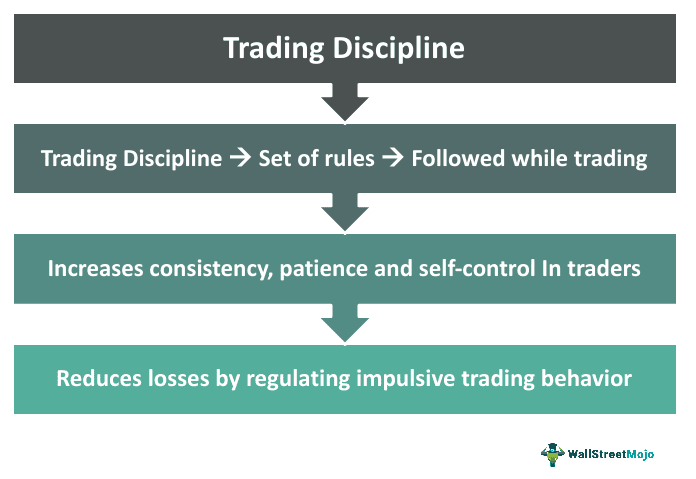 Trading Discipline
Trading Discipline → Set of rules → Followed while trading
Increases consistency, patience and self-control In traders
Reduces losses by regulating impulsive trading behavior
WallStreetMojo